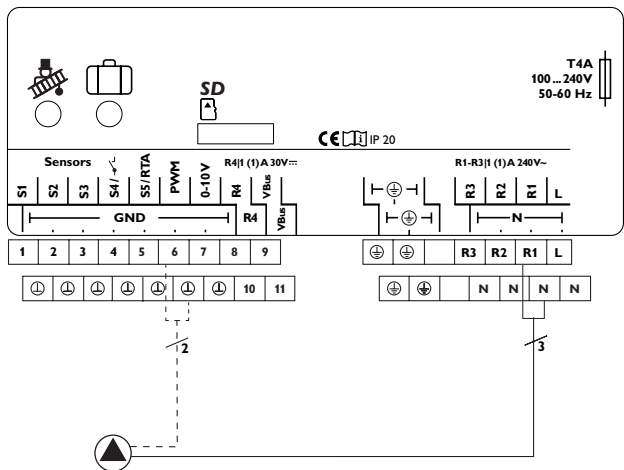 T4A
100 ... 240V
50-60 Hz
SD
CE i IP 20
Sensors
R4|1 (1) A 30V
R1-R3|1 (1) A 240V~
S1 S2 S3 S4/ S5/RTA PWM 0-10V R4 VBus
R3 R2 R1 L
GND R4 VBus
N
1 2 3 4 5 6 7 8 9
R3 R2 R1 L
10 11
N N N N
2
3